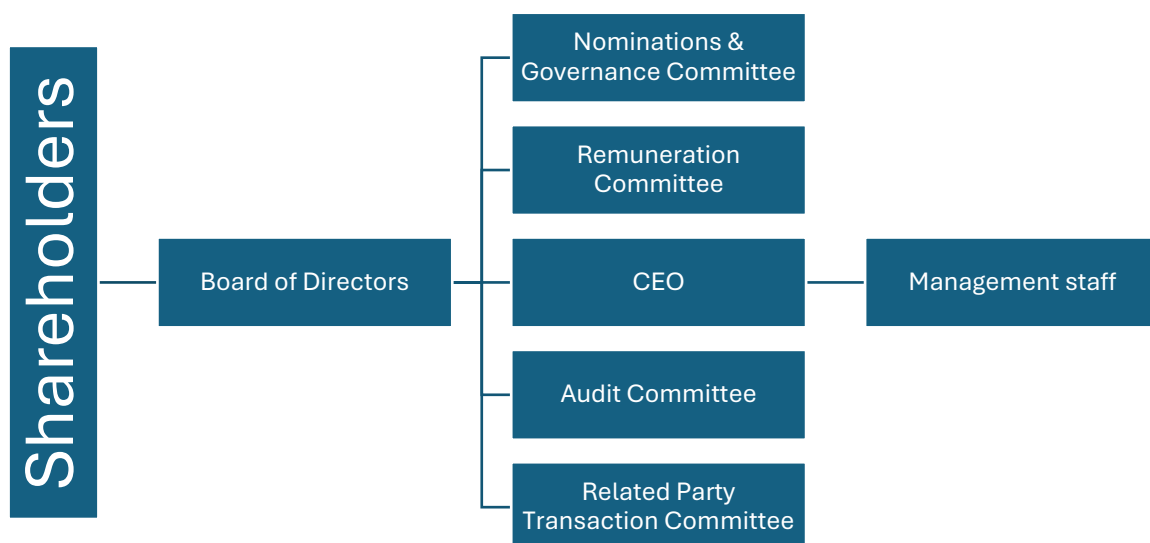 Shareholders
Board of Directors
Nominations &
Governance Committee
Remuneration
Committee
CEO
Management staff
Audit Committee
Related Party
Transaction Committee